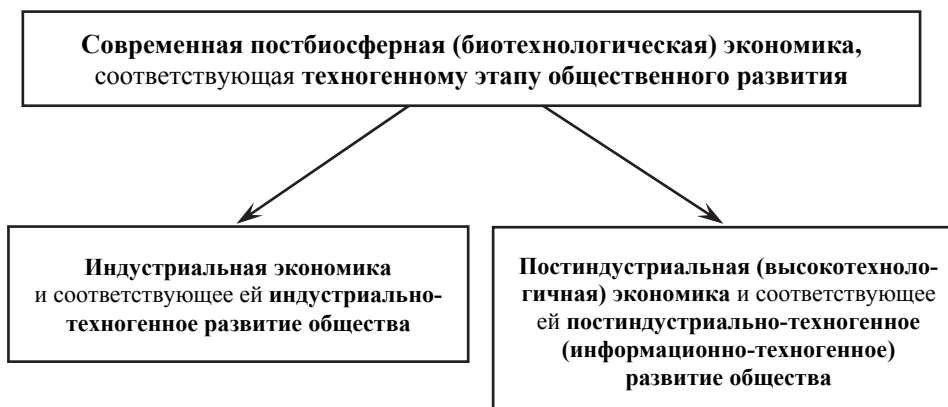 Современная постбиосферная (биотехнологическая) экономика,
соответствующая техногенному этапу общественного развития
Индустриальная экономика
и соответствующее ей индустриально-
техногенное развитие общества
Постиндустриальная (высокотехноло-
гичная) экономика и соответствующее
ей постиндустриально-техногенное
(информационно-техногенное)
развитие общества